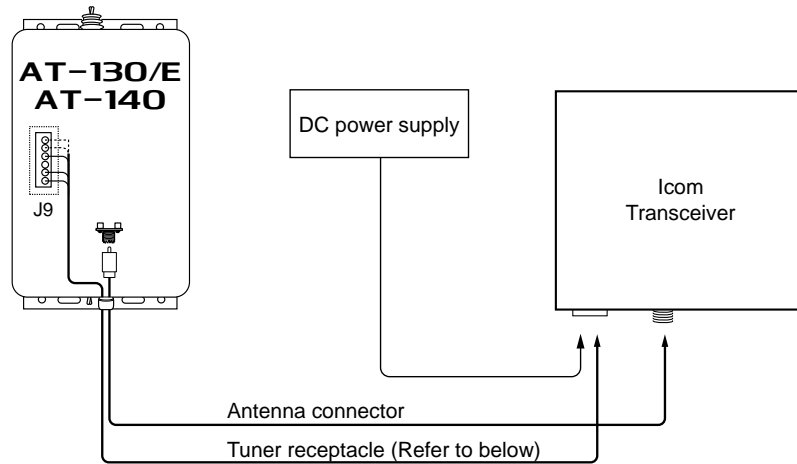 AT-130/E
AT-140
J9
DC power supply
Icom
Transceiver
Antenna connector
Tuner receptacle (Refer to below)